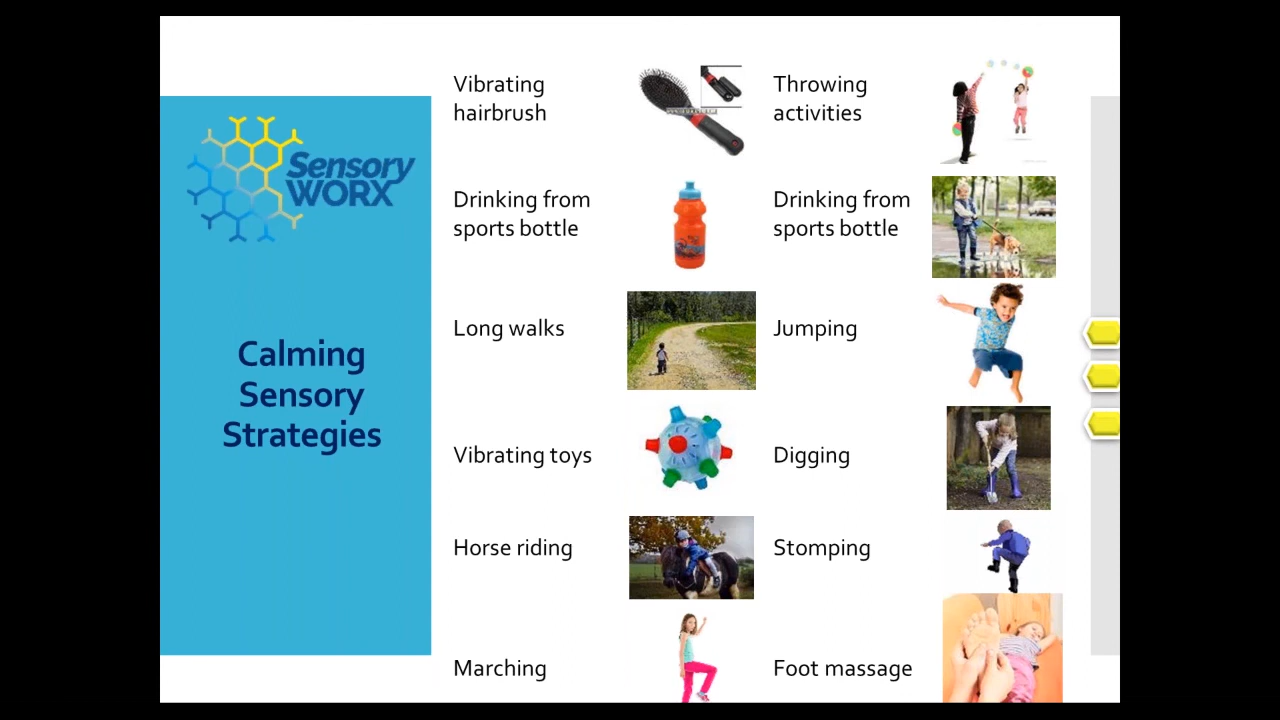 Sensory
WORX
Calming
Sensory
Strategies
Vibrating
hairbrush
Throwing
activities
Drinking from
sports bottle
Drinking from
sports bottle
Long walks
Jumping
Vibrating toys
Digging
Horse riding
Stomping
Marching
Foot massage